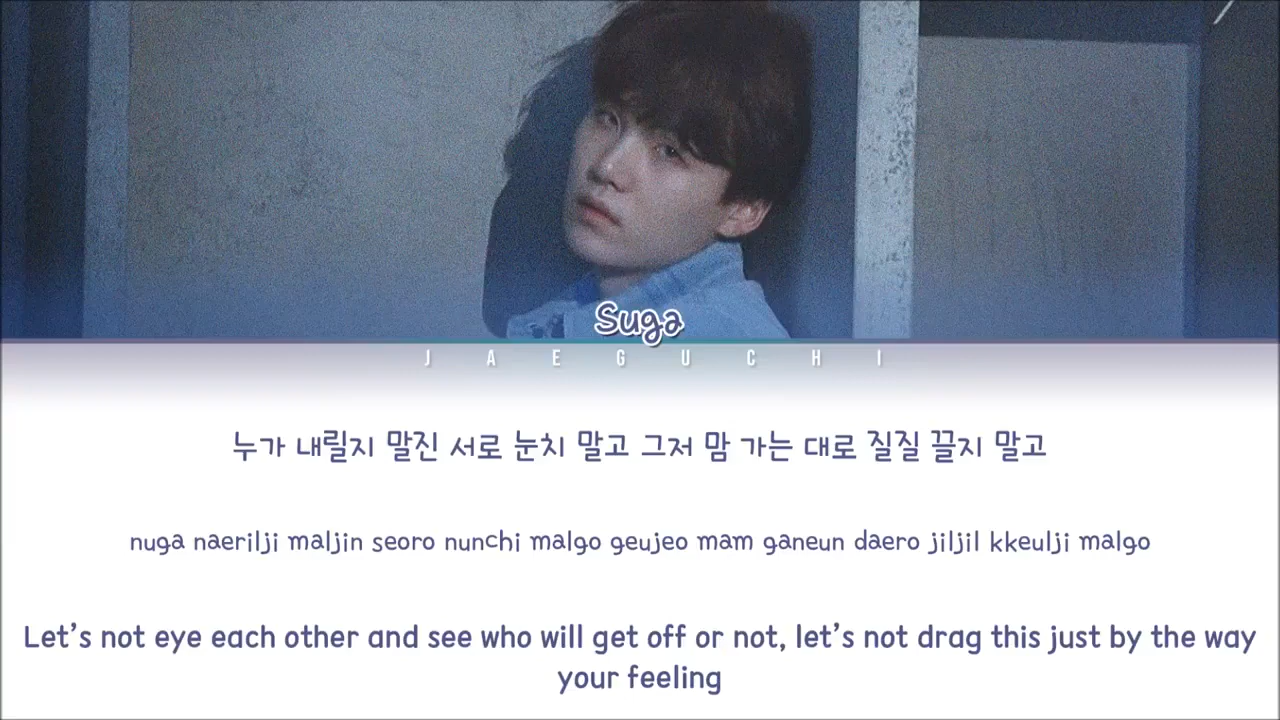 Suga
JAEGUCHI
누가 내릴지 말진 서로 눈치 말고 그저 맘 가는 대로 질질 끌지 말고
nuga naerilji maljin seoro nunchi malgo geujeo mam ganeun daero jiljil kkeulji malgo
Let's not eye each other and see who will get off or not, let's not drag this just by the way
your feeling